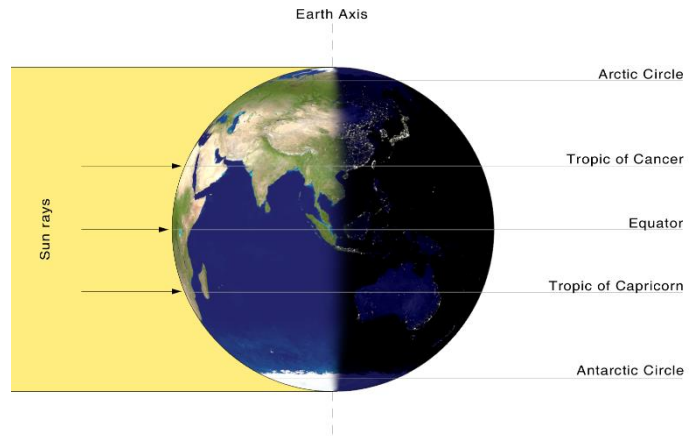 Earth Axis
Arctic Circle
Tropic of Cancer
Sun rays
Equator
Tropic of Capricorn
Antarctic Circle